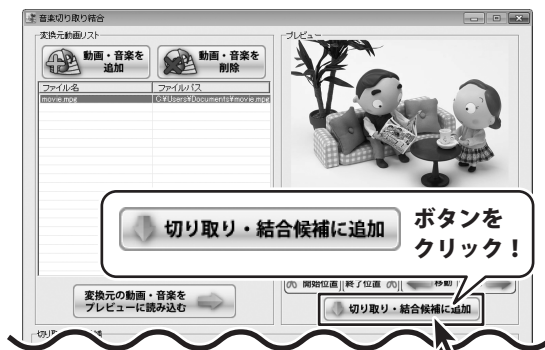 音楽切り取り結合
変換元動画リスト
動画・音楽を
追加
動画・音楽を
削除
ファイル名
ファイルパス
movie.mpg
C:¥Users¥Documents¥movie.mpg
プレビュー
切り取り・結合候補に追加
ボタンを
クリック！
変換元の動画・音楽を
プレビューに読み込む
開始位置
終了位置
移動
切り取り・結合候補に追加